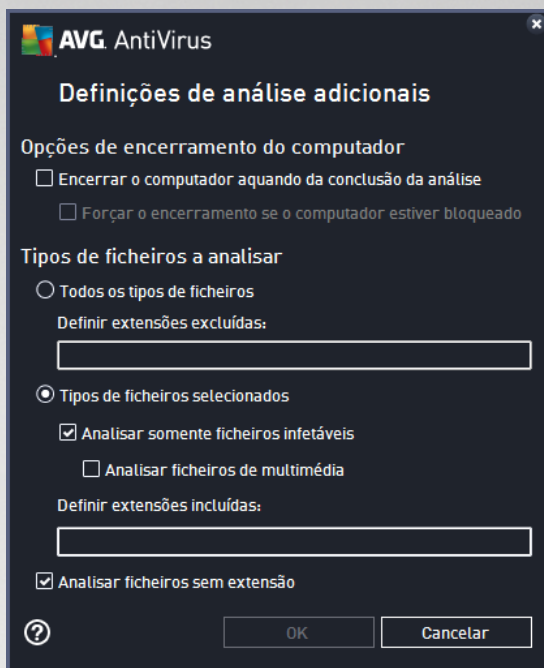 AVG. AntiVirus
Definições de análise adicionais
Opções de encerramento do computador
Encerrar o computador aquando da conclusão da análise
Forçar o encerramento se o computador estiver bloqueado
Tipos de ficheiros a analisar
Todos os tipos de ficheiros
Definir extensões excluídas:
Tipos de ficheiros selecionados
Analisar somente ficheiros infetáveis
Analisar ficheiros de multimédia
Definir extensões incluídas:
Analisar ficheiros sem extensão
? OK Cancelar